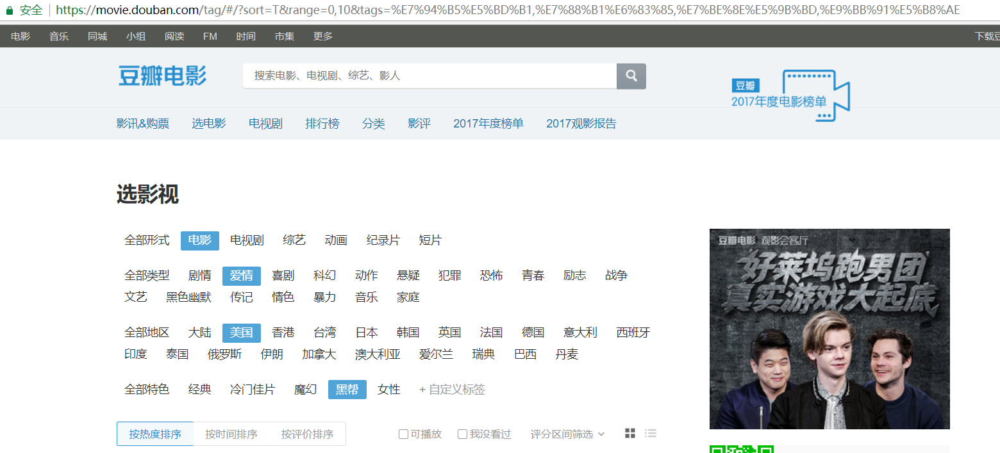 安全 https://movie.douban.com/tag/#/?sort=T&range=0,10&tags=%E7%94%B5%E5%BD%B1,%E7%88%B1%E6%83%85,%E7%BE%8E%E5%9B%BD,%E9%BB%91%E5%B8%AE
电影 音乐 同城 小组 阅读 FM 时间 市集 更多 下载豆
豆瓣电影 搜索电影、电视剧、综艺、影人
豆瓣
2017年度电影榜单
影讯&购票 选电影 电视剧 排行榜 分类 影评 2017年度榜单 2017观影报告
选影视
全部形式 电影 电视剧 综艺 动画 纪录片 短片
全部类型 剧情 爱情 喜剧 科幻 动作 悬疑 犯罪 恐怖 青春 励志 战争
文艺 黑色幽默 传记 情色 暴力 音乐 家庭
全部地区 大陆 美国 香港 台湾 日本 韩国 英国 法国 德国 意大利 西班牙
印度 泰国 俄罗斯 伊朗 加拿大 澳大利亚 爱尔兰 瑞典 巴西 丹麦
全部特色 经典 冷门佳片 魔幻 黑帮 女性 + 自定义标签
按热度排序 按时间排序 按评价排序 可播放 我没看过 评分区间筛选
豆瓣电影 观影会客厅
好莱坞跑男团
真实游戏大起底